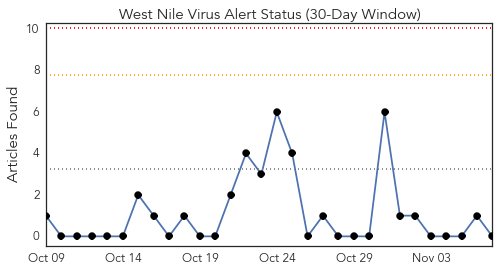 West Nile Virus Alert Status (30-Day Window)
Articles Found
10
8
6
4
2
0
Oct 09 Oct 14 Oct 19 Oct 24 Oct 29 Nov 03